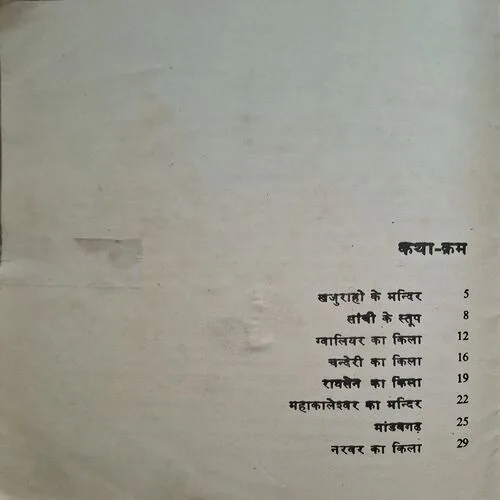 कथा-क्रम
खजुराहो के मन्दिर 5
सांची के स्तूप 8
ग्वालियर का किला 12
चन्देरी का किला 16
रायसेन का किला 19
महाकालेश्वर का मन्दिर 22
मांडवगढ़ 25
नरवर का किला 29